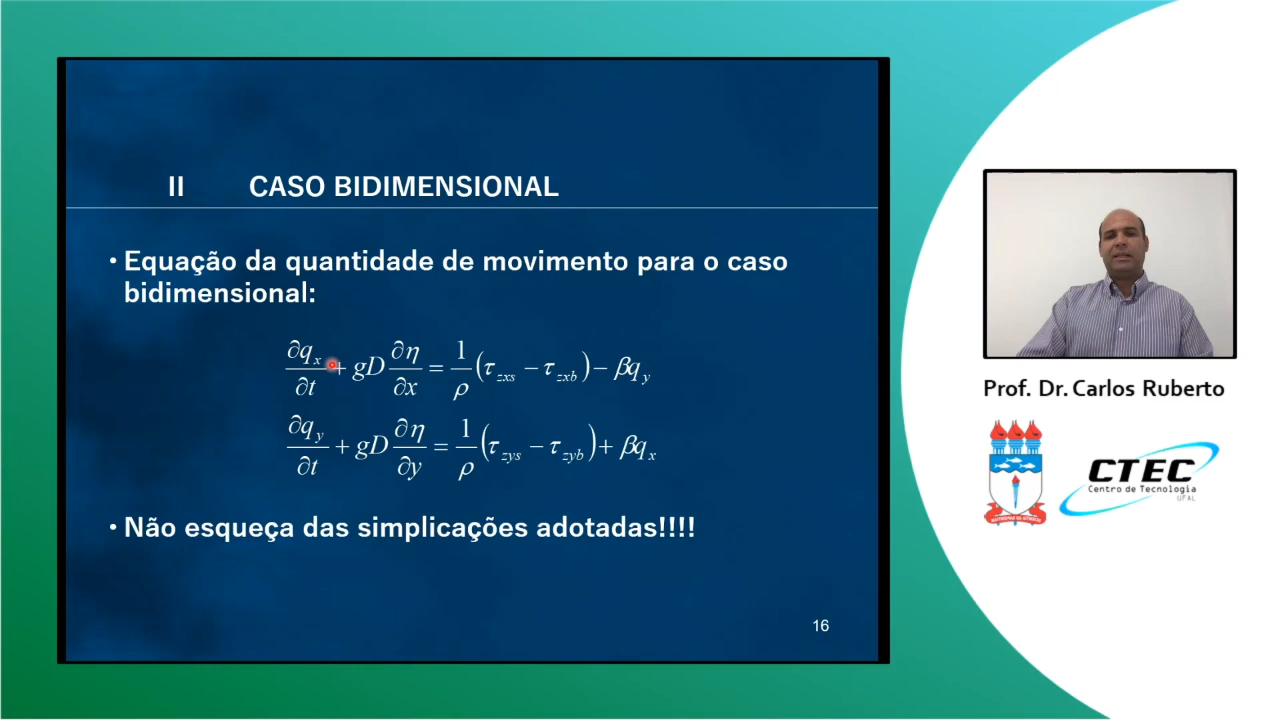 II CASO BIDIMENSIONAL
• Equação da quantidade de movimento para o caso
bidimensional:
∂q_x/∂t + gD ∂η/∂x = 1/ρ (τ_zxs − τ_zxb) − βq_y
∂q_y/∂t + gD ∂η/∂y = 1/ρ (τ_zys − τ_zyb) + βq_x
• Não esqueça das simplicações adotadas!!!!
16
Prof. Dr. Carlos Ruberto
CTEC
Centro de Tecnologia
UFAL